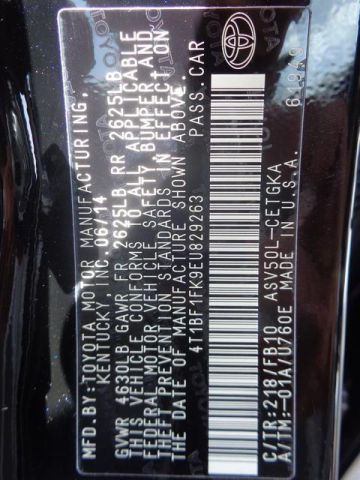 MFD.BY:TOYOTA MOTOR MANUFACTURING,
KENTUCKY, INC. 06/14
GVWR 4630LB GAWR FR 2625LB RR 2625LB
THIS VEHICLE CONFORMS TO ALL APPLICABLE
FEDERAL MOTOR VEHICLE SAFETY, BUMPER, AND
THEFT PREVENTION STANDARDS IN EFFECT ON
THE DATE OF MANUFACTURE SHOWN ABOVE.
4T1BF1FK9EU829263 PASS.CAR
C/TR:218/FB10 ASV50L-CETGKA
A/TM:-01A/U760E MADE IN U.S.A.
TOYOTA